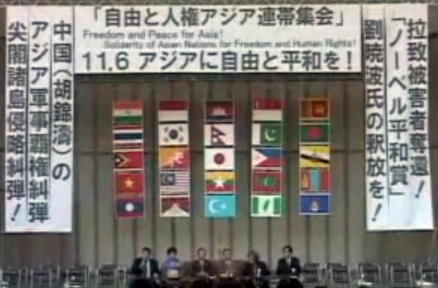 「自由と人権アジア連帯集会」
Freedom and Peace for Asia!
Solidarity of Asian Nations for Freedom and Human Rights!
11.6 アジアに自由と平和を!
拉致被害者奪還!
「ノーベル平和賞」
劉暁波氏の釈放を!
中国(胡錦濤)の
アジア軍事覇権糾弾
尖閣諸島侵略糾弾!